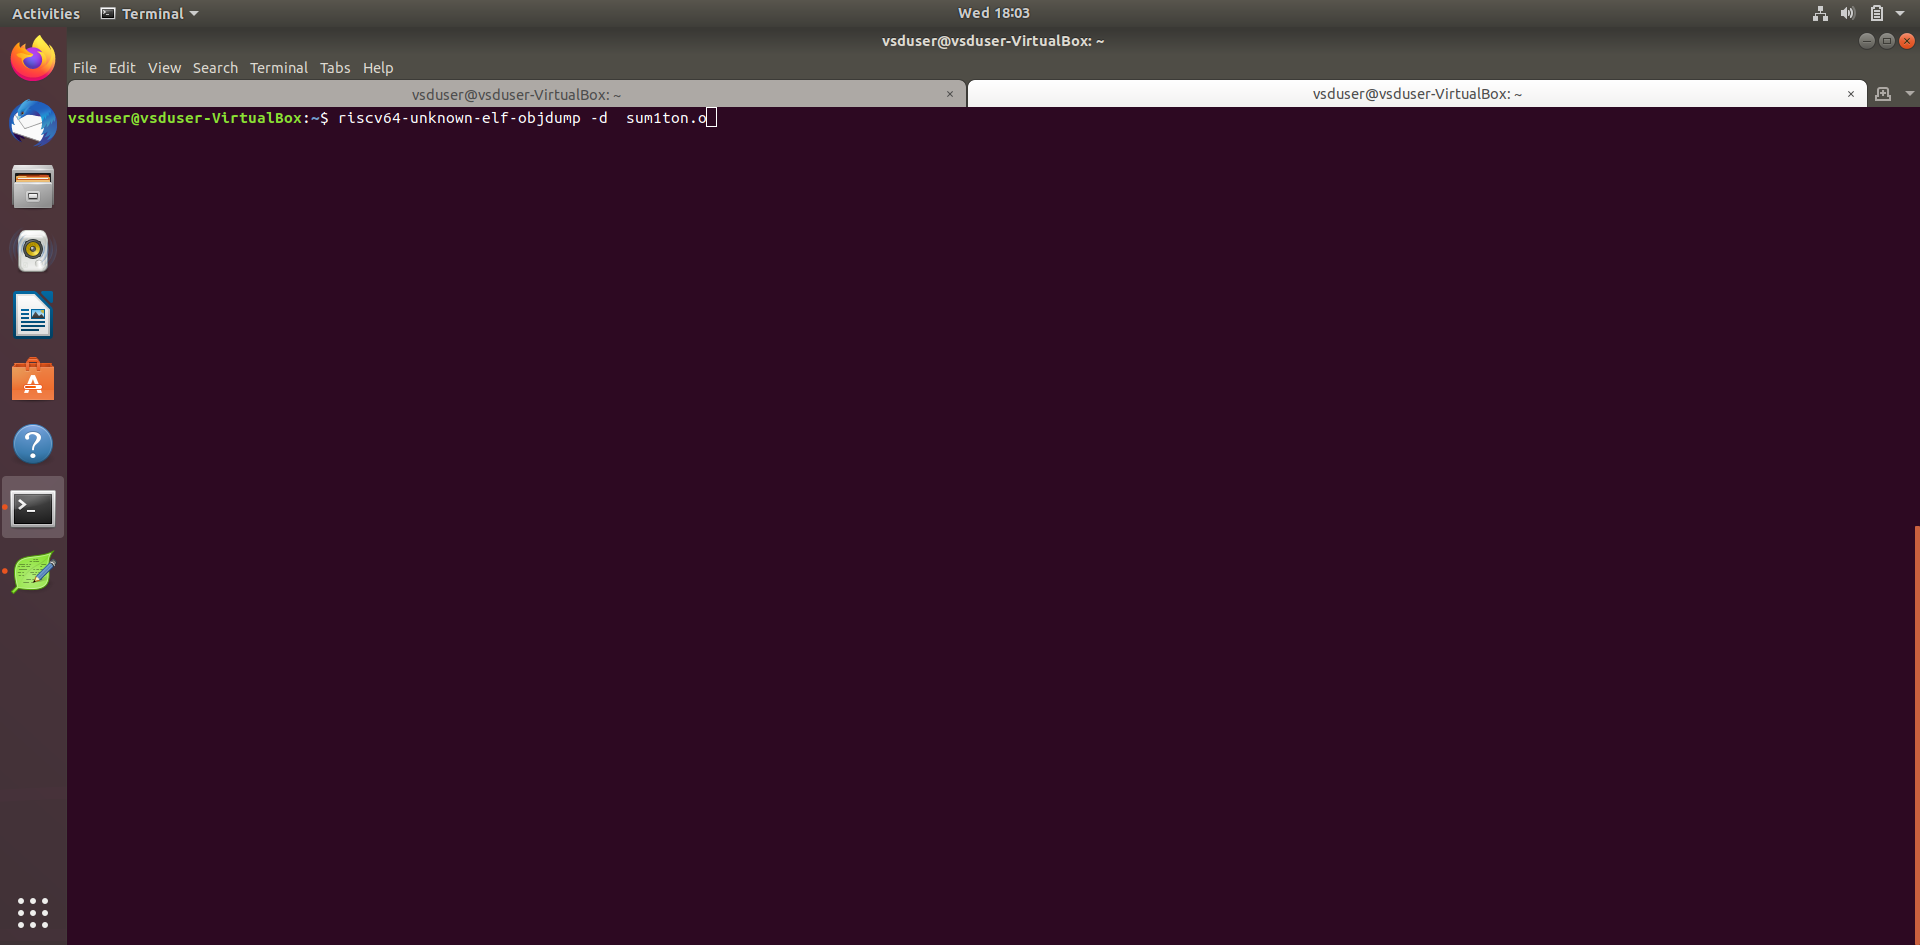 Activities Terminal Wed 18:03
vsduser@vsduser-VirtualBox: ~
File Edit View Search Terminal Tabs Help
vsduser@vsduser-VirtualBox: ~ × vsduser@vsduser-VirtualBox: ~ ×
vsduser@vsduser-VirtualBox:~$ riscv64-unknown-elf-objdump -d  sum1ton.o